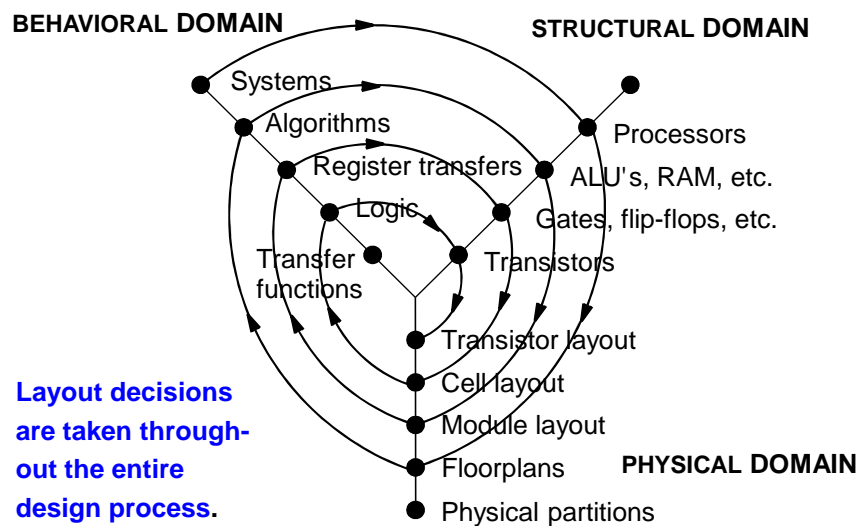 BEHAVIORAL DOMAIN
STRUCTURAL DOMAIN
Systems
Algorithms
Processors
Register transfers
ALU's, RAM, etc.
Logic
Gates, flip-flops, etc.
Transfer
functions
Transistors
Transistor layout
Cell layout
Module layout
Floorplans
Physical partitions
PHYSICAL DOMAIN
Layout decisions
are taken through-
out the entire
design process.